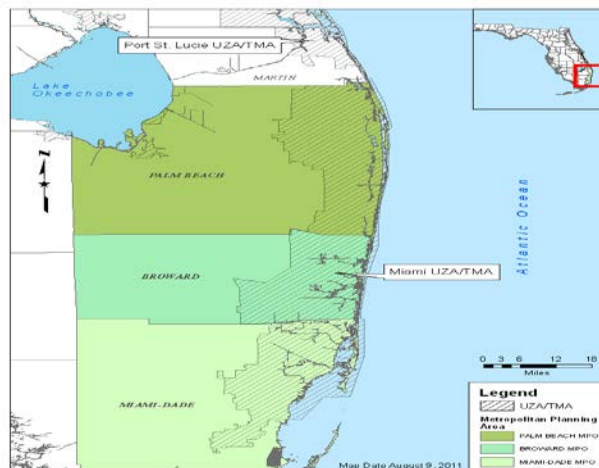 Port St. Lucie UZA/TMA
Lake
Okeechobee
MARTIN
N
PALM BEACH
Atlantic Ocean
BROWARD
Miami UZA/TMA
MIAMI-DADE
0 3 6 12 18
Miles
Legend
UZA/TMA
Metropolitan Planning
Area
PALM BEACH MPO
BROWARD MPO
MIAMI-DADE MPO
Map Date August 9, 2011